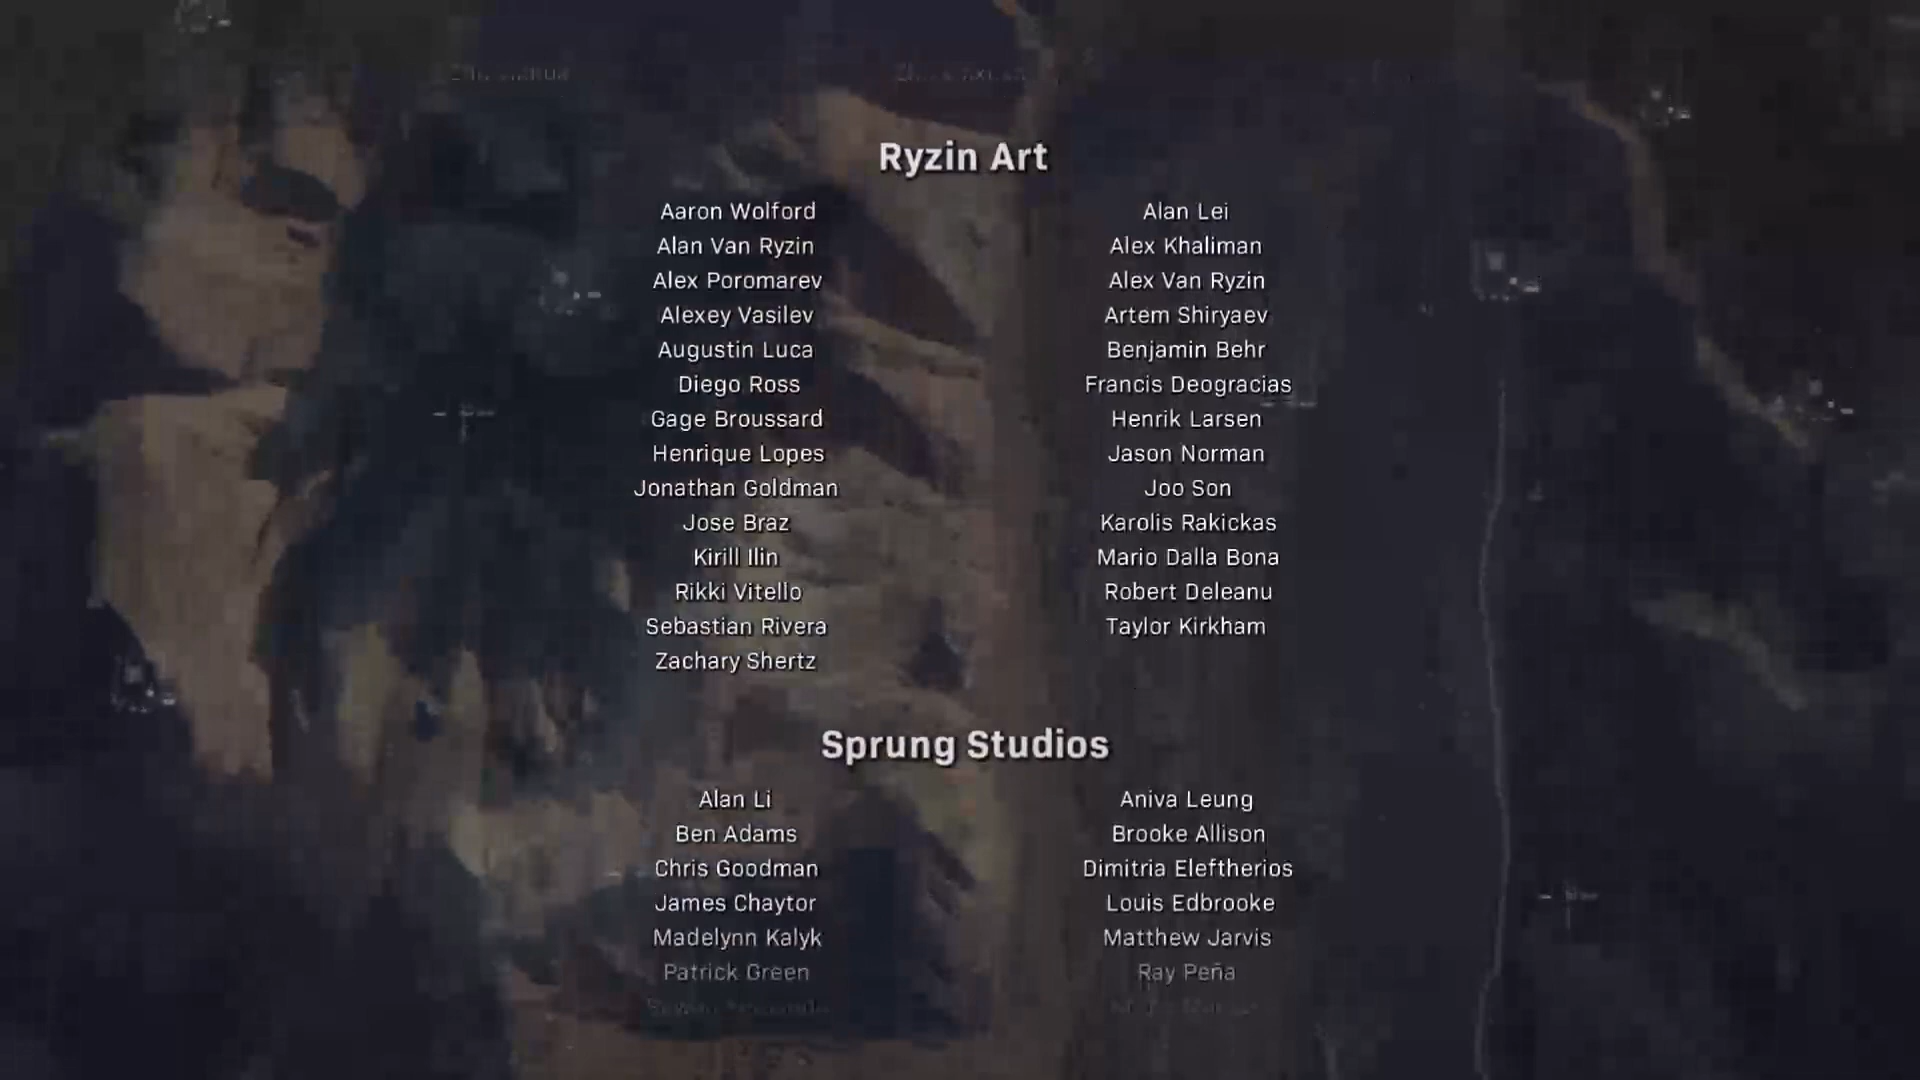 Ryzin Art
Aaron Wolford Alan Lei
Alan Van Ryzin Alex Khaliman
Alex Poromarev Alex Van Ryzin
Alexey Vasilev Artem Shiryaev
Augustin Luca Benjamin Behr
Diego Ross Francis Deogracias
Gage Broussard Henrik Larsen
Henrique Lopes Jason Norman
Jonathan Goldman Joo Son
Jose Braz Karolis Rakickas
Kirill Ilin Mario Dalla Bona
Rikki Vitello Robert Deleanu
Sebastian Rivera Taylor Kirkham
Zachary Shertz
Sprung Studios
Alan Li Aniva Leung
Ben Adams Brooke Allison
Chris Goodman Dimitria Eleftherios
James Chaytor Louis Edbrooke
Madelynn Kalyk Matthew Jarvis
Patrick Green Ray Peña